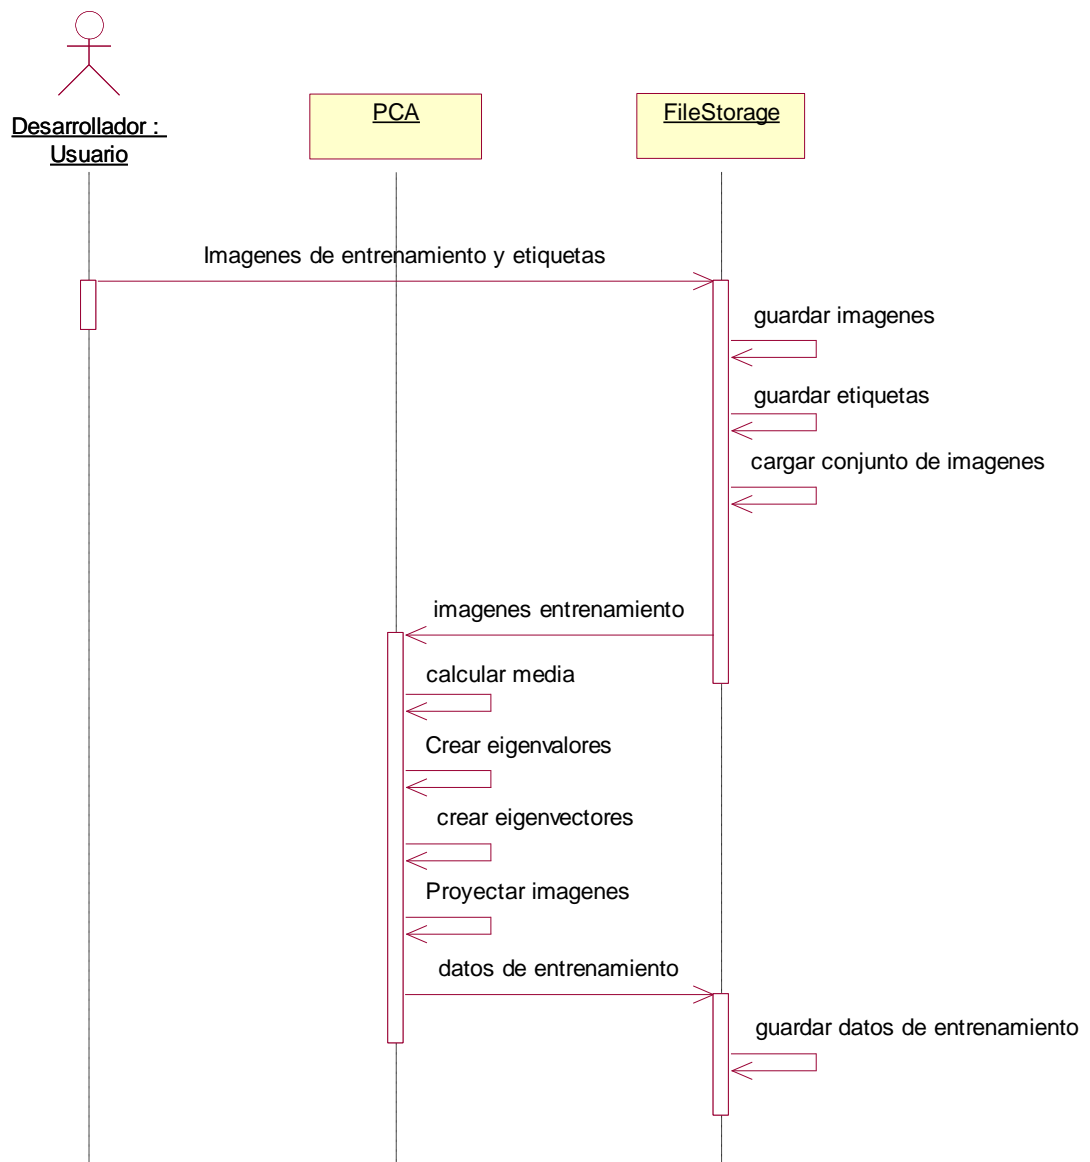 Desarrollador :
Usuario
PCA
FileStorage
Imagenes de entrenamiento y etiquetas
guardar imagenes
guardar etiquetas
cargar conjunto de imagenes
imagenes entrenamiento
calcular media
Crear eigenvalores
crear eigenvectores
Proyectar imagenes
datos de entrenamiento
guardar datos de entrenamiento